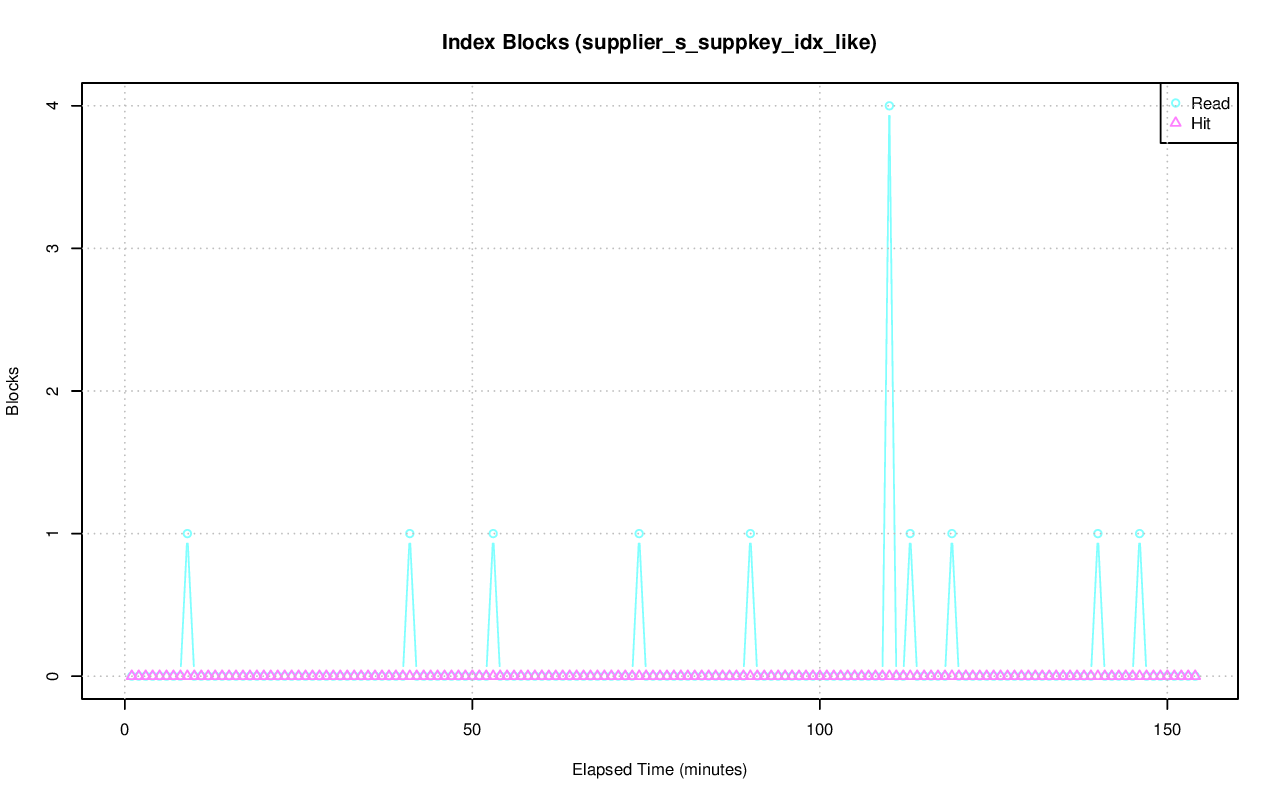 Index Blocks (supplier_s_suppkey_idx_like)
Read
Hit
4
3
2
1
0
Blocks
0 50 100 150
Elapsed Time (minutes)